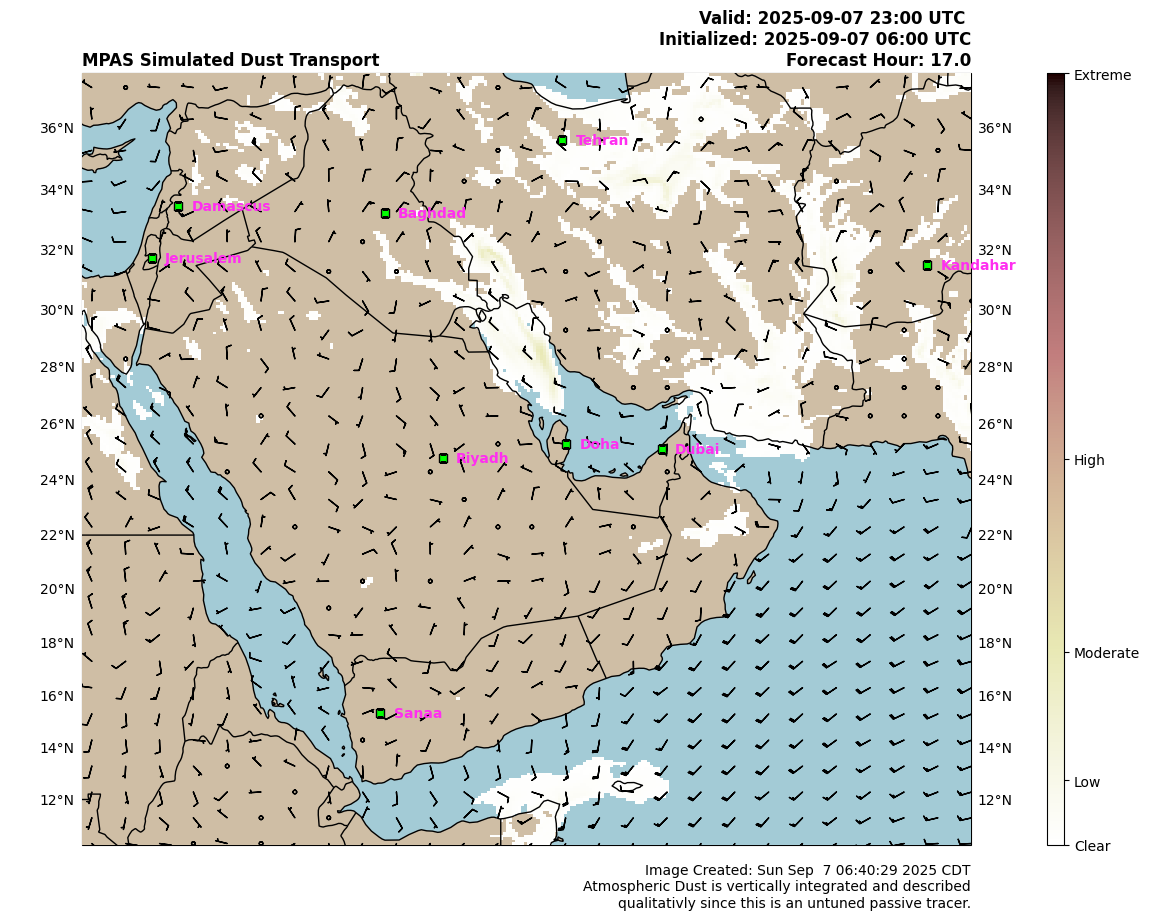 Valid: 2025-09-07 23:00 UTC
Initialized: 2025-09-07 06:00 UTC
MPAS Simulated Dust Transport
Forecast Hour: 17.0
Extreme
36°N
36°N
Tehran
34°N
34°N
Damascus
Baghdad
32°N
32°N
Jerusalem
Kandahar
30°N
30°N
28°N
28°N
26°N
26°N
Doha
Dubai
Riyadh
High
24°N
24°N
22°N
22°N
20°N
20°N
18°N
18°N
Moderate
16°N
16°N
Sanaa
14°N
14°N
Low
12°N
12°N
Clear
Image Created: Sun Sep  7 06:40:29 2025 CDT
Atmospheric Dust is vertically integrated and described
qualitativly since this is an untuned passive tracer.